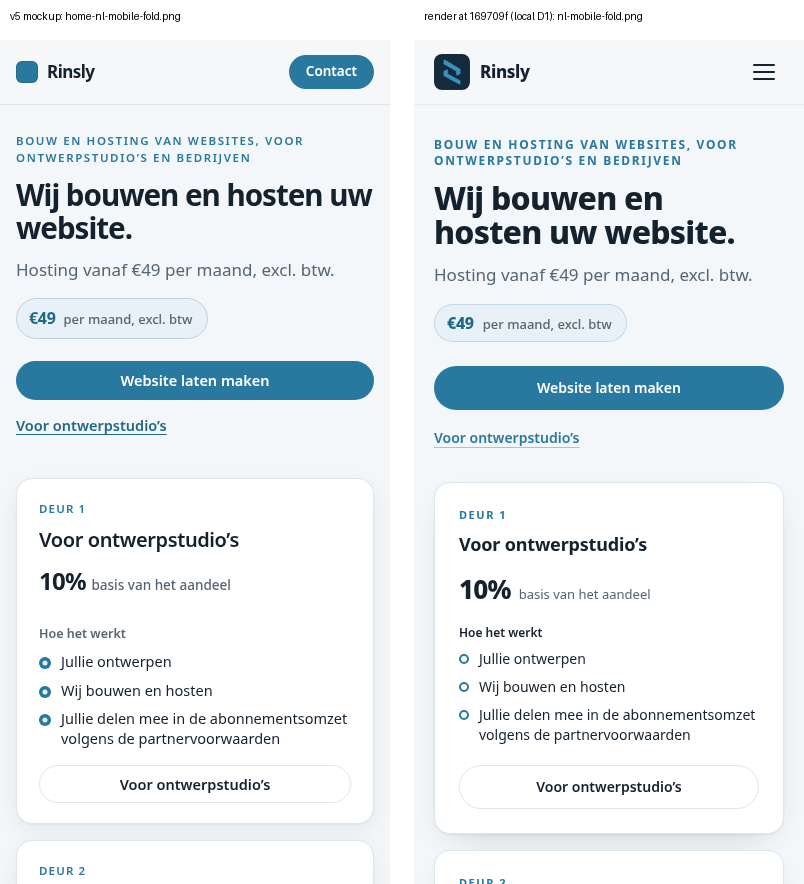 v5 mockup: home-nl-mobile-fold.png
Rinsly
Contact
BOUW EN HOSTING VAN WEBSITES, VOOR
ONTWERPSTUDIO’S EN BEDRIJVEN
Wij bouwen en hosten uw
website.
Hosting vanaf €49 per maand, excl. btw.
€49 per maand, excl. btw
Website laten maken
Voor ontwerpstudio’s
DEUR 1
Voor ontwerpstudio’s
10% basis van het aandeel
Hoe het werkt
Jullie ontwerpen
Wij bouwen en hosten
Jullie delen mee in de abonnementsomzet
volgens de partnervoorwaarden
Voor ontwerpstudio’s
DEUR 2
render at 169709f (local D1): nl-mobile-fold.png
Rinsly
BOUW EN HOSTING VAN WEBSITES, VOOR
ONTWERPSTUDIO’S EN BEDRIJVEN
Wij bouwen en
hosten uw website.
Hosting vanaf €49 per maand, excl. btw.
€49 per maand, excl. btw
Website laten maken
Voor ontwerpstudio’s
DEUR 1
Voor ontwerpstudio’s
10% basis van het aandeel
Hoe het werkt
Jullie ontwerpen
Wij bouwen en hosten
Jullie delen mee in de abonnementsomzet
volgens de partnervoorwaarden
Voor ontwerpstudio’s
DEUR 2